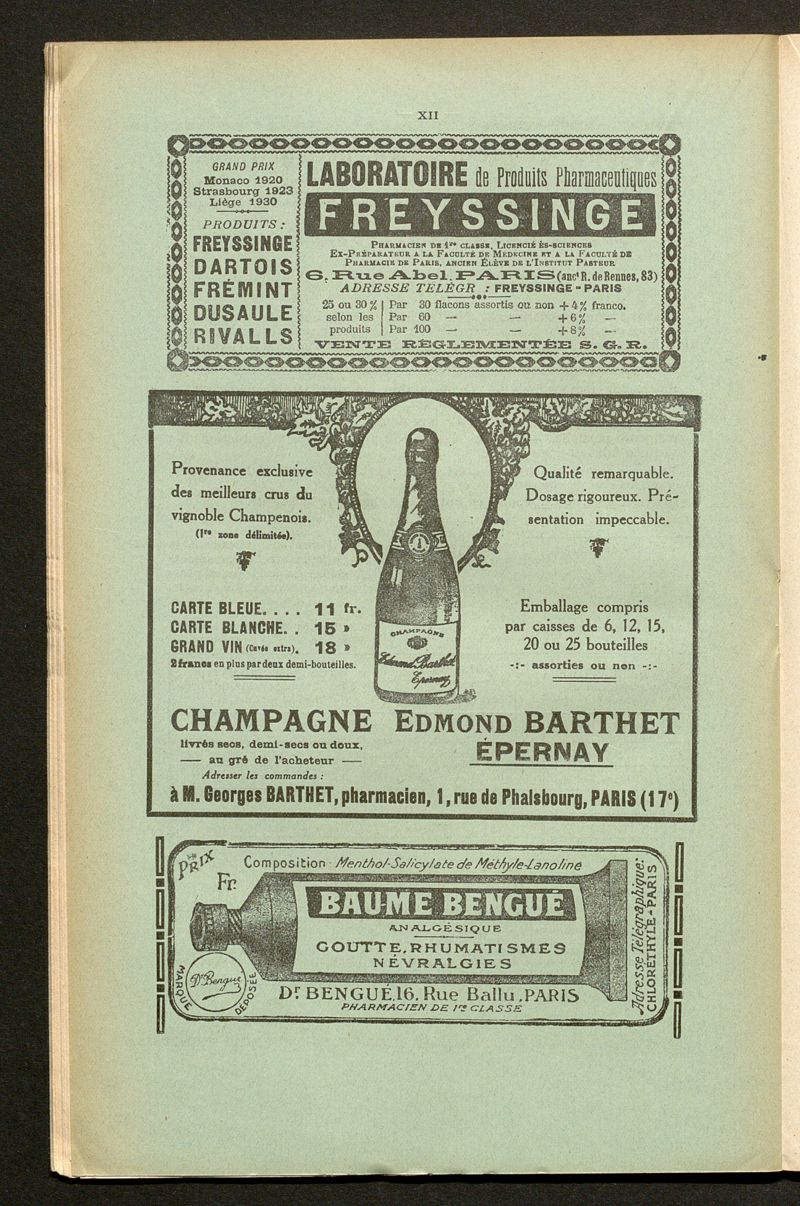 XII
GRAND PRIX
Monaco 1920
Strasbourg 1923
Liège 1930
PRODUITS :
FREYSSINGE
DARTOIS
FRÉMINT
DUSAULE
RIVALLS
LABORATOIRE de Produits Pharmaceutiques
FREYSSINGE
PHARMACIEN DE 1re CLASSE, LICENCIÉ ÈS-SCIENCES
EX-PRÉPARATEUR A LA FACULTÉ DE MÉDECINE ET A LA FACULTÉ DE
PHARMACIE DE PARIS, ANCIEN ÉLÈVE DE L'INSTITUT PASTEUR
6, Rue Abel, PARIS (anct R. de Rennes, 83)
ADRESSE TÉLÉGR : FREYSSINGE - PARIS
25 ou 30 % Par 30 flacons assortis ou non + 4 % franco.
selon les Par 60 — — + 6 % —
produits Par 100 — — + 8 % —
VENTE RÉGLEMENTÉE S. G. R.
Provenance exclusive
des meilleurs crus du
vignoble Champenois.
(1re zone délimitée).
Qualité remarquable.
Dosage rigoureux. Pré-
sentation impeccable.
CARTE BLEUE. . . . 11 fr.
CARTE BLANCHE. . 15 »
GRAND VIN (Cuvée extra). 18 »
2 francs en plus par deux demi-bouteilles.
Emballage compris
par caisses de 6, 12, 15,
20 ou 25 bouteilles
-:- assorties ou non -:-
CHAMPAGNE
Edmond Barthet
Epernay
CHAMPAGNE EDMOND BARTHET
livrés secs, demi-secs ou doux,
— au gré de l'acheteur —
ÉPERNAY
Adresser les commandes :
à M. Georges BARTHET, pharmacien, 1, rue de Phalsbourg, PARIS (17e)
PRIX
Fr.
Composition : Menthol-Salicylate de Méthyle-Lanoline
BAUME BENGUÉ
ANALGÉSIQUE
GOUTTE, RHUMATISMES
NÉVRALGIES
Dr Bengué
MARQUE DÉPOSÉE
Dr BENGUÉ, 16, Rue Ballu, PARIS
PHARMACIEN DE 1re CLASSE
Adresse Télégraphique:
CHLORÉTHYLE-PARIS